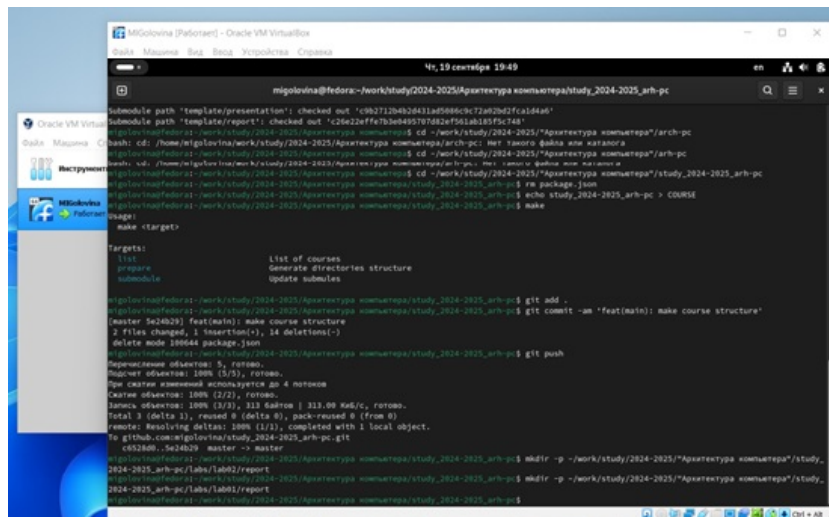 MIGolovina [Работает] - Oracle VM VirtualBox
Файл Машина Вид Ввод Устройства Справка
Чт, 19 сентября 19:49
en
migolovina@fedora:~/work/study/2024-2025/Архитектура компьютера/study_2024-2025_arh-pc
Oracle VM Virtual
Файл Машина
Инструмент
MIGolovina
Работает
Submodule path 'template/presentation': checked out
Submodule path 'template/report': checked out
migolovina@fedora:~/work/study/2024-2025/Архитектура компьютера$ cd ~/work/study/2024-2025/"Архитектура компьютера"/arch-pc
bash: cd: /home/migolovina/work/study/2024-2025/Архитектура компьютера/arch-pc: Нет такого файла или каталога
migolovina@fedora:~/work/study/2024-2025/Архитектура компьютера$ cd ~/work/study/2024-2025/"Архитектура компьютера"/arh-pc
bash: cd: /home/migolovina/work/study/2024-2025/Архитектура компьютера/arh-pc: Нет такого файла или каталога
migolovina@fedora:~/work/study/2024-2025/Архитектура компьютера$ cd ~/work/study/2024-2025/"Архитектура компьютера"/study_2024-2025_arh-pc
migolovina@fedora:~/work/study/2024-2025/Архитектура компьютера/study_2024-2025_arh-pc$ rm package.json
migolovina@fedora:~/work/study/2024-2025/Архитектура компьютера/study_2024-2025_arh-pc$ echo study_2024-2025_arh-pc > COURSE
migolovina@fedora:~/work/study/2024-2025/Архитектура компьютера/study_2024-2025_arh-pc$ make
Usage:
make <target>
Targets:
list List of courses
prepare Generate directories structure
submodule Update submules
migolovina@fedora:~/work/study/2024-2025/Архитектура компьютера/study_2024-2025_arh-pc$ git add .
migolovina@fedora:~/work/study/2024-2025/Архитектура компьютера/study_2024-2025_arh-pc$ git commit -am 'feat(main): make course structure'
[master 5e24b29] feat(main): make course structure
2 files changed, 1 insertion(+), 14 deletions(-)
delete mode 100644 package.json
migolovina@fedora:~/work/study/2024-2025/Архитектура компьютера/study_2024-2025_arh-pc$ git push
Перечисление объектов: 5, готово.
Подсчет объектов: 100% (5/5), готово.
При сжатии изменений используется до 4 потоков
Сжатие объектов: 100% (2/2), готово.
Запись объектов: 100% (3/3), 313 байтов | 313.00 КиБ/с, готово.
Total 3 (delta 1), reused 0 (delta 0), pack-reused 0 (from 0)
remote: Resolving deltas: 100% (1/1), completed with 1 local object.
To github.com:migolovina/study_2024-2025_arh-pc.git
c6528d0..5e24b29 master -> master
migolovina@fedora:~/work/study/2024-2025/Архитектура компьютера/study_2024-2025_arh-pc$ mkdir -p ~/work/study/2024-2025/"Архитектура компьютера"/study_
2024-2025_arh-pc/labs/lab02/report
migolovina@fedora:~/work/study/2024-2025/Архитектура компьютера/study_2024-2025_arh-pc$ mkdir -p ~/work/study/2024-2025/"Архитектура компьютера"/study_
2024-2025_arh-pc/labs/lab01/report
migolovina@fedora:~/work/study/2024-2025/Архитектура компьютера/study_2024-2025_arh-pc$
Ctrl + Alt